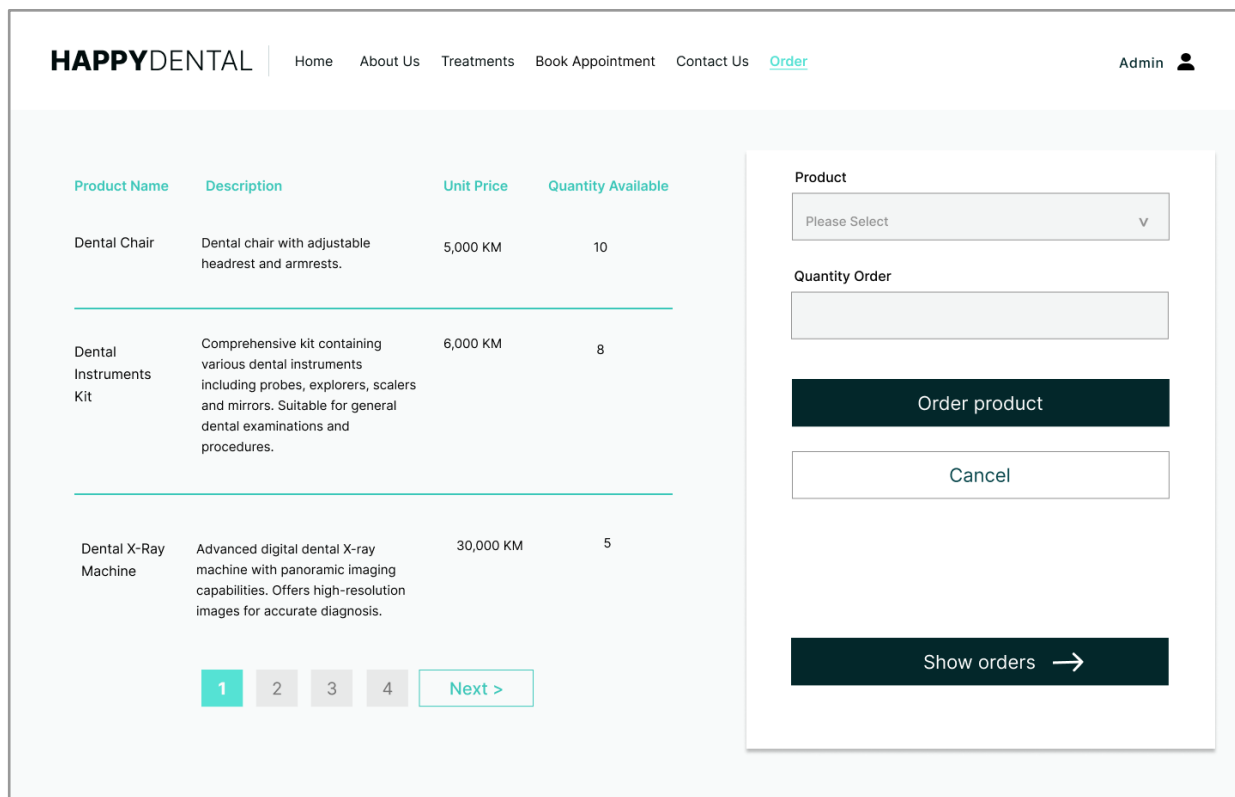 HAPPYDENTAL Home About Us Treatments Book Appointment Contact Us Order Admin
Product Name Description Unit Price Quantity Available
Dental Chair
Dental chair with adjustable
headrest and armrests.
5,000 KM
10
Dental
Instruments
Kit
Comprehensive kit containing
various dental instruments
including probes, explorers, scalers
and mirrors. Suitable for general
dental examinations and
procedures.
6,000 KM
8
Dental X-Ray
Machine
Advanced digital dental X-ray
machine with panoramic imaging
capabilities. Offers high-resolution
images for accurate diagnosis.
30,000 KM
5
1 2 3 4 Next >
Product
Please Select v
Quantity Order
Order product
Cancel
Show orders →